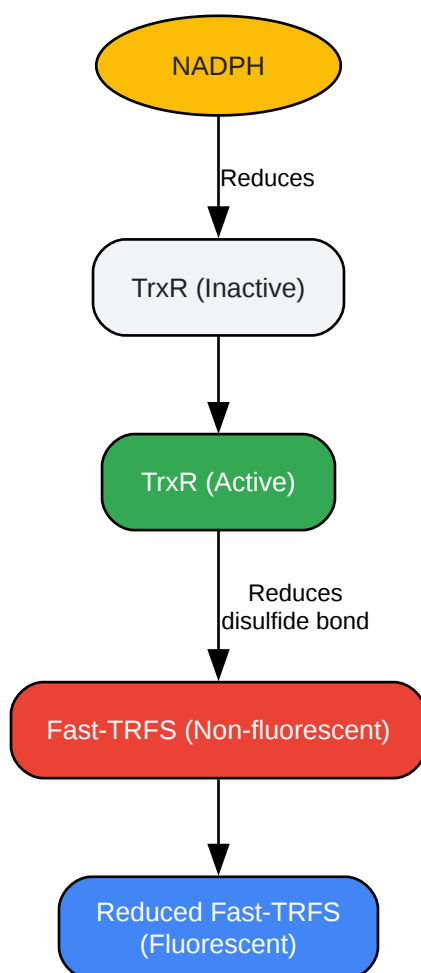 NADPH
Reduces
TrxR (Inactive)
TrxR (Active)
Reduces
disulfide bond
Fast-TRFS (Non-fluorescent)
Reduced Fast-TRFS
(Fluorescent)